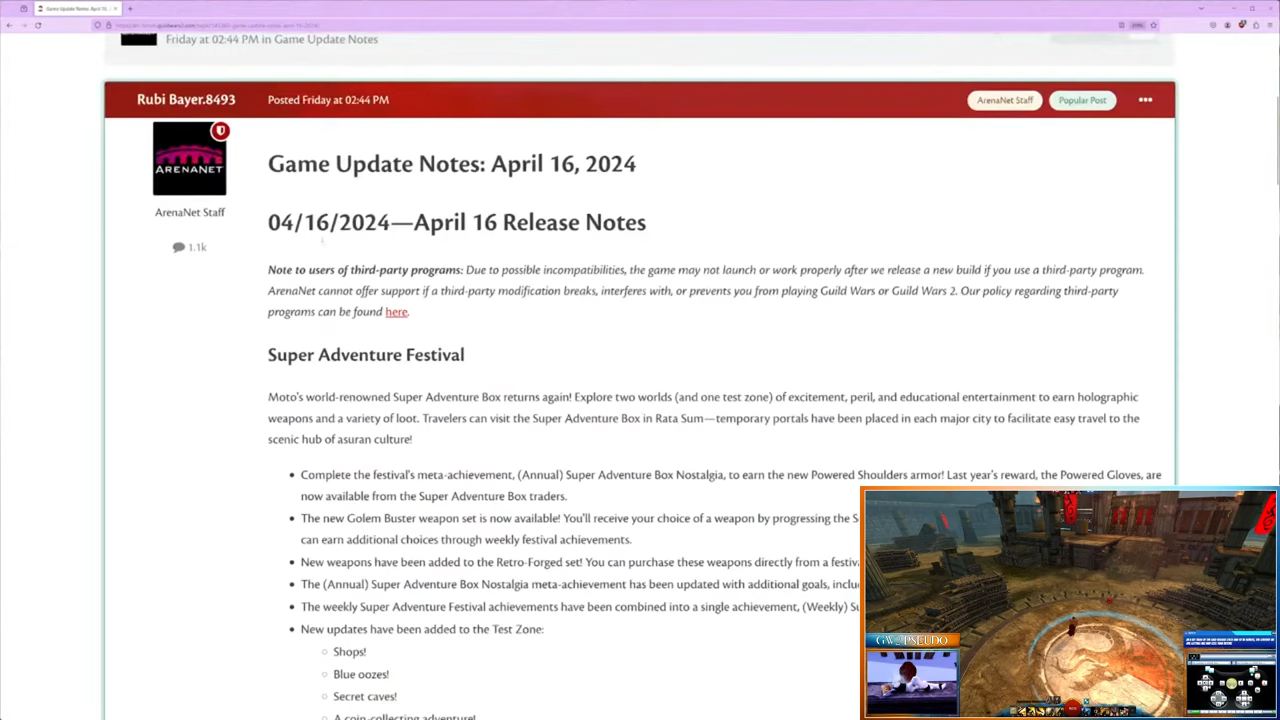 Game Update Notes: April 16,
Friday at 02:44 PM in Game Update Notes
Rubi Bayer.8493
Posted Friday at 02:44 PM
ArenaNet Staff
Popular Post
ARENANET
ArenaNet Staff
1.1k
Game Update Notes: April 16, 2024
04/16/2024—April 16 Release Notes
Note to users of third-party programs: Due to possible incompatibilities, the game may not launch or work properly after we release a new build if you use a third-party program.
ArenaNet cannot offer support if a third-party modification breaks, interferes with, or prevents you from playing Guild Wars or Guild Wars 2. Our policy regarding third-party
programs can be found here.
Super Adventure Festival
Moto's world-renowned Super Adventure Box returns again! Explore two worlds (and one test zone) of excitement, peril, and educational entertainment to earn holographic
weapons and a variety of loot. Travelers can visit the Super Adventure Box in Rata Sum—temporary portals have been placed in each major city to facilitate easy travel to the
scenic hub of asuran culture!
Complete the festival's meta-achievement, (Annual) Super Adventure Box Nostalgia, to earn the new Powered Shoulders armor! Last year's reward, the Powered Gloves, are
now available from the Super Adventure Box traders.
The new Golem Buster weapon set is now available! You'll receive your choice of a weapon by progressing the S
can earn additional choices through weekly festival achievements.
New weapons have been added to the Retro-Forged set! You can purchase these weapons directly from a festiv
The (Annual) Super Adventure Box Nostalgia meta-achievement has been updated with additional goals, inclu
The weekly Super Adventure Festival achievements have been combined into a single achievement, (Weekly) Su
New updates have been added to the Test Zone:
Shops!
Blue oozes!
Secret caves!
A coin-collecting adventure!
GW2PSEUDO